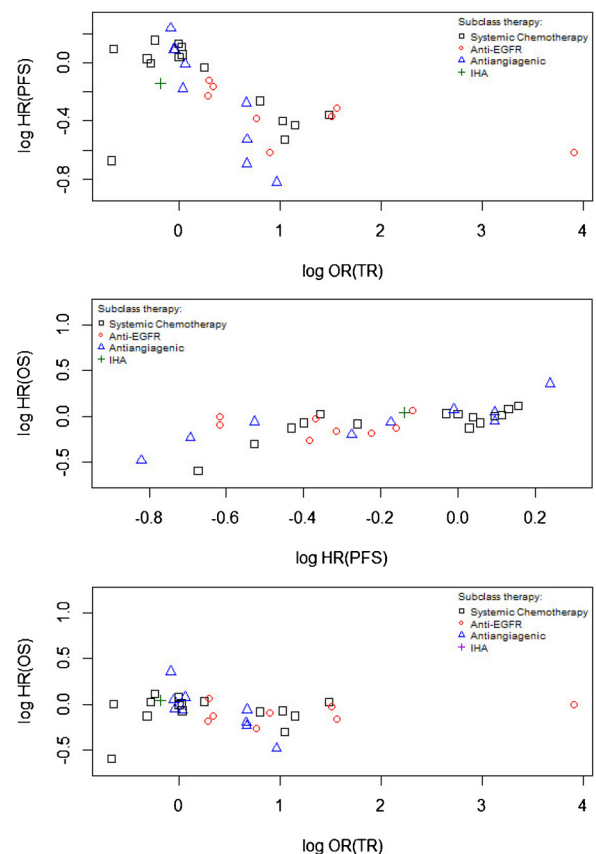 Subclass therapy:
Systemic Chemotherapy
Anti-EGFR
Antiangiagenic
IHA
log HR(PFS)
0.0
-0.4
-0.8
0
1
2
3
4
log OR(TR)
Subclass therapy:
Systemic Chemotherapy
Anti-EGFR
Antiangiagenic
IHA
log HR(OS)
1.0
0.5
0.0
-0.5
-0.8
-0.6
-0.4
-0.2
0.0
0.2
log HR(PFS)
Subclass therapy:
Systemic Chemotherapy
Anti-EGFR
Antiangiagenic
IHA
log HR(OS)
1.0
0.5
0.0
-0.5
0
1
2
3
4
log OR(TR)